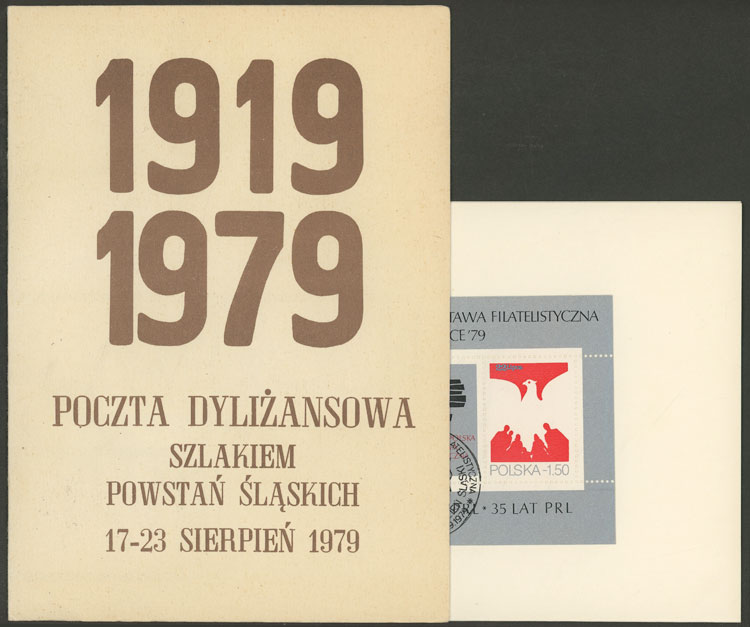 1919
1979
POCZTA DYLIŻANSOWA
SZLAKIEM
POWSTAŃ ŚLĄSKICH
17-23 SIERPIEŃ 1979
TAWA FILATELISTYCZNA
CE '79
POLSKA-1.50
L * 35 LAT PRL